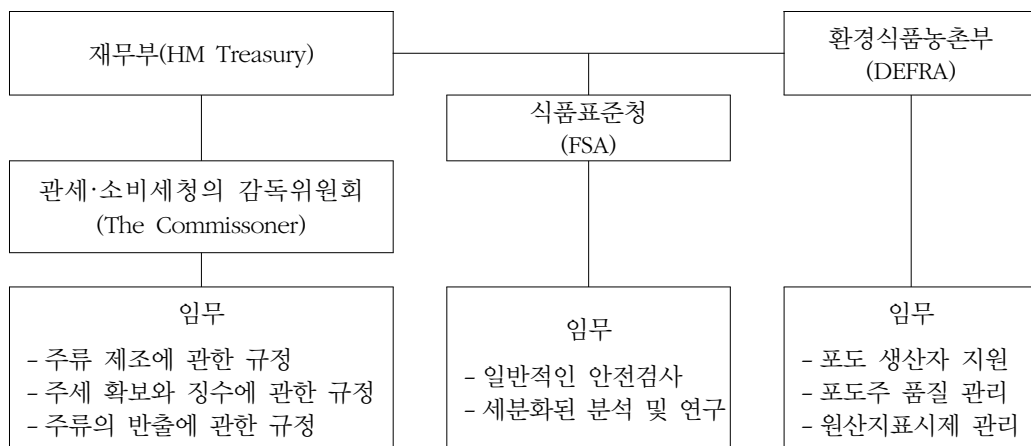 재무부(HM Treasury)
환경식품농촌부
(DEFRA)
식품표준청
(FSA)
관세·소비세청의 감독위원회
(The Commissoner)
임무
- 주류 제조에 관한 규정
- 주세 확보와 징수에 관한 규정
- 주류의 반출에 관한 규정
임무
- 일반적인 안전검사
- 세분화된 분석 및 연구
임무
- 포도 생산자 지원
- 포도주 품질 관리
- 원산지표시제 관리